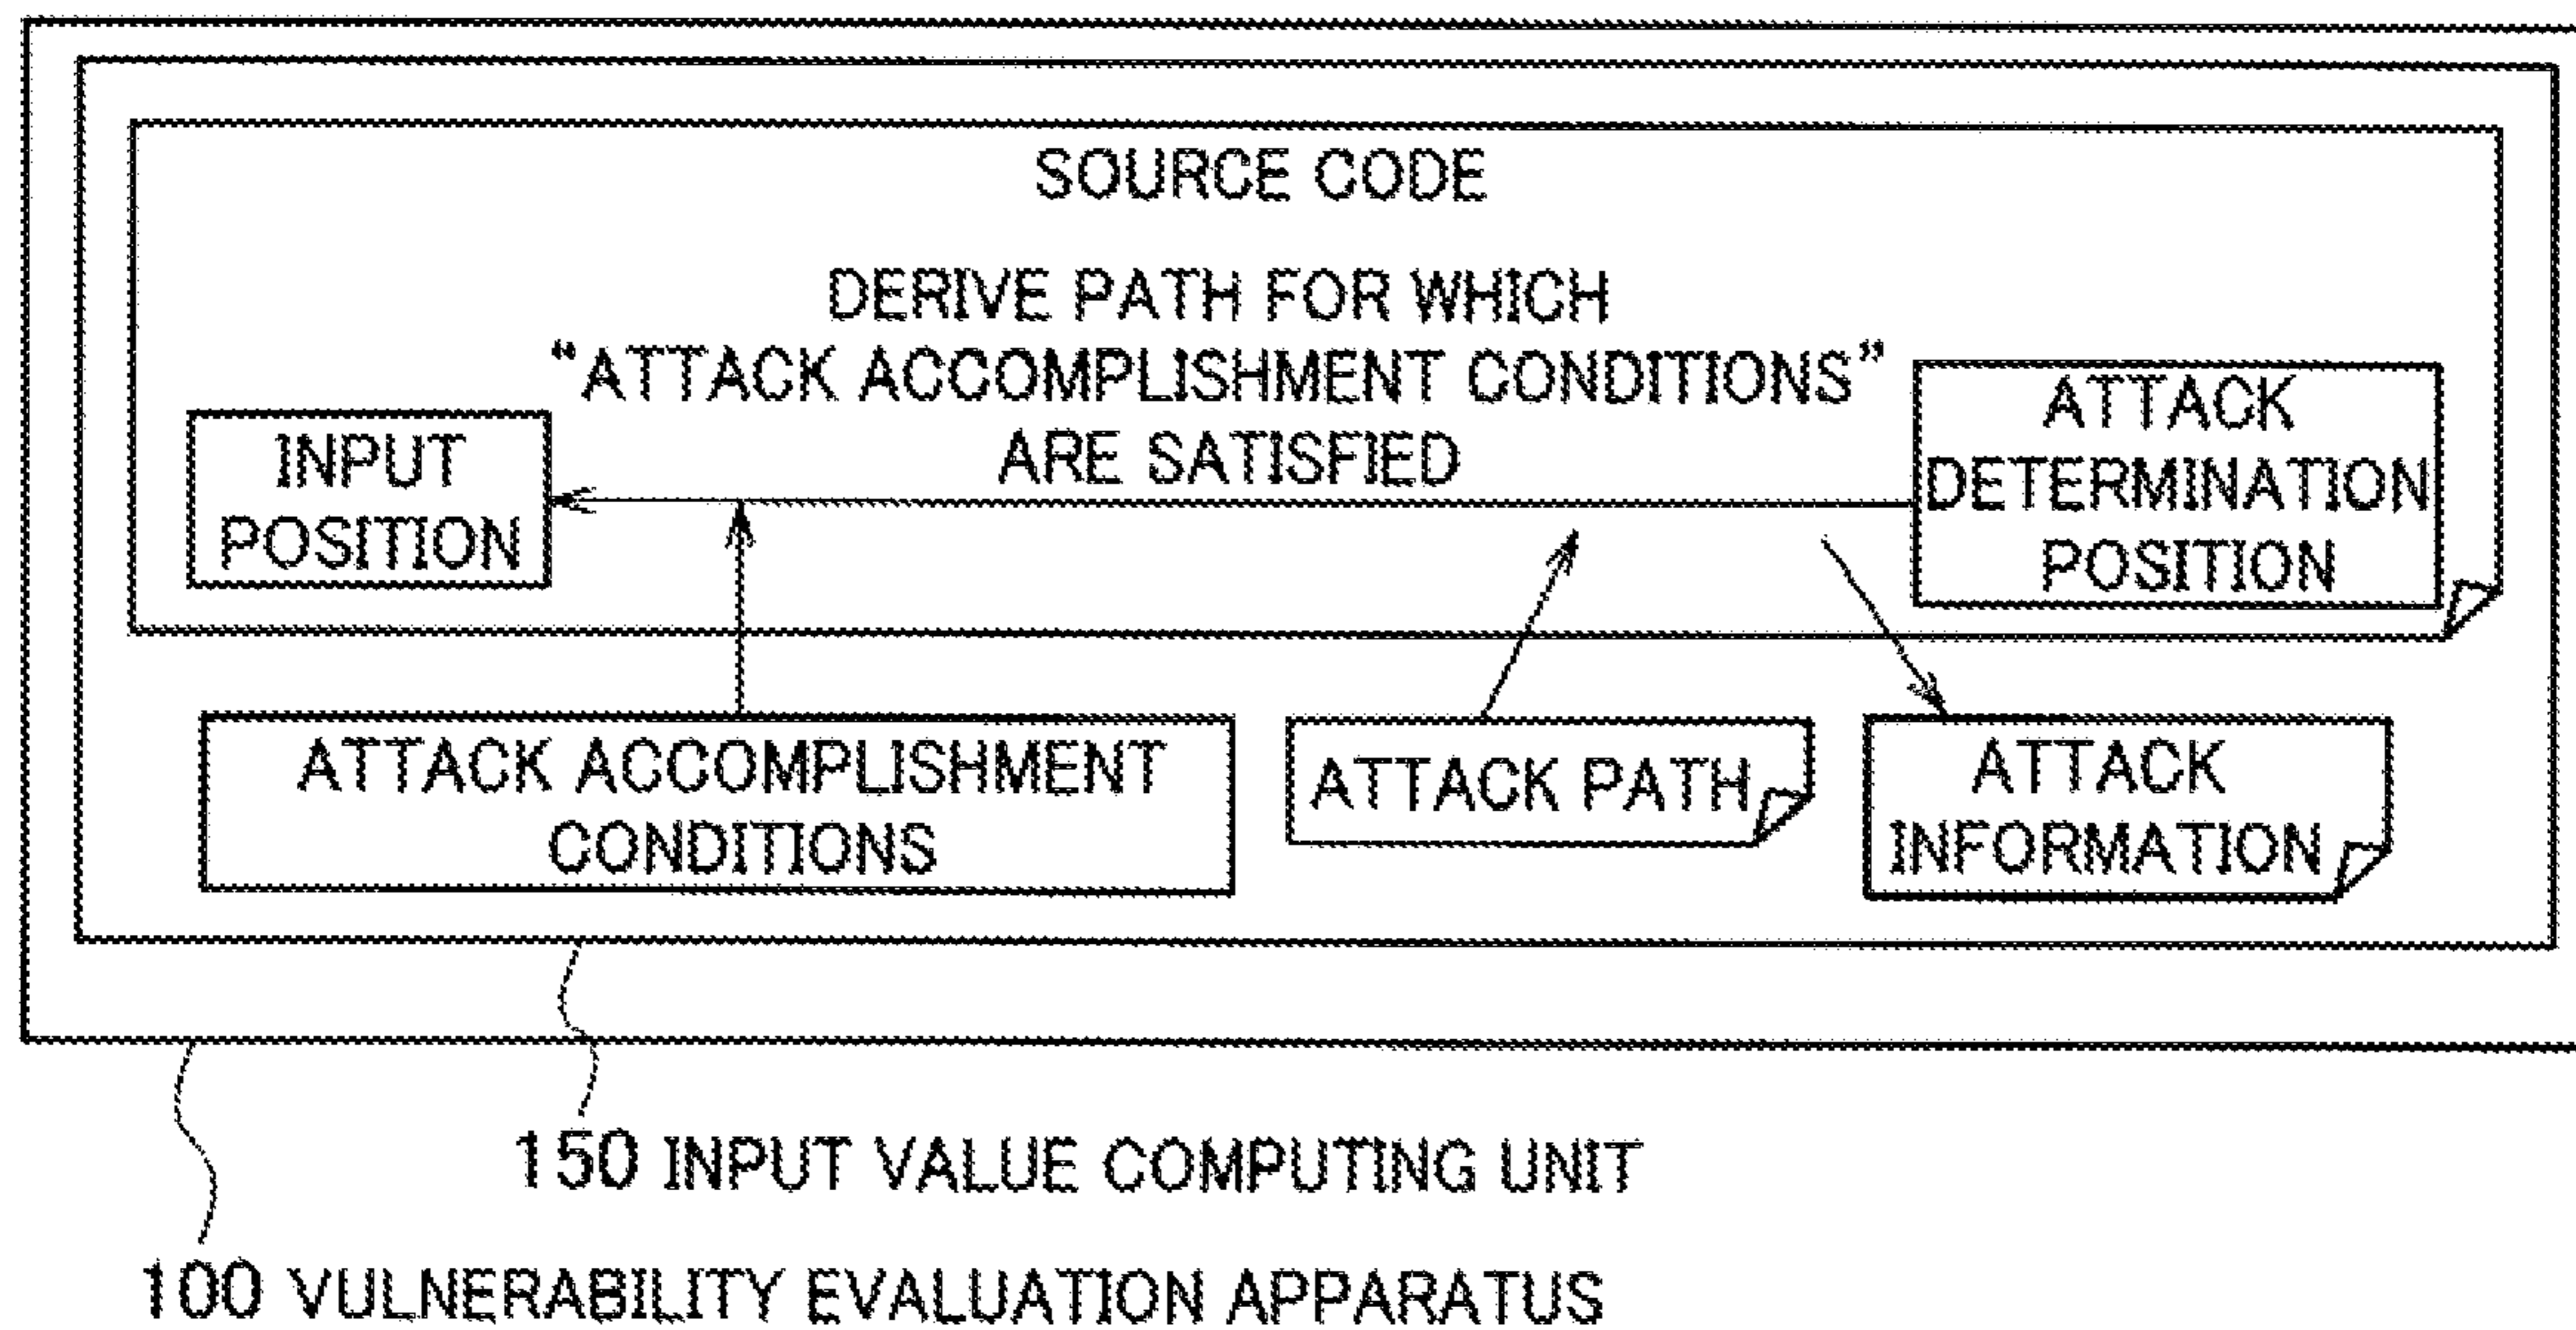 SOURCE CODE
DERIVE PATH FOR WHICH
“ATTACK ACCOMPLISHMENT CONDITIONS”
ARE SATISFIED
INPUT
POSITION
ATTACK
DETERMINATION
POSITION
ATTACK ACCOMPLISHMENT
CONDITIONS
ATTACK PATH
ATTACK
INFORMATION
150 INPUT VALUE COMPUTING UNIT
100 VULNERABILITY EVALUATION APPARATUS